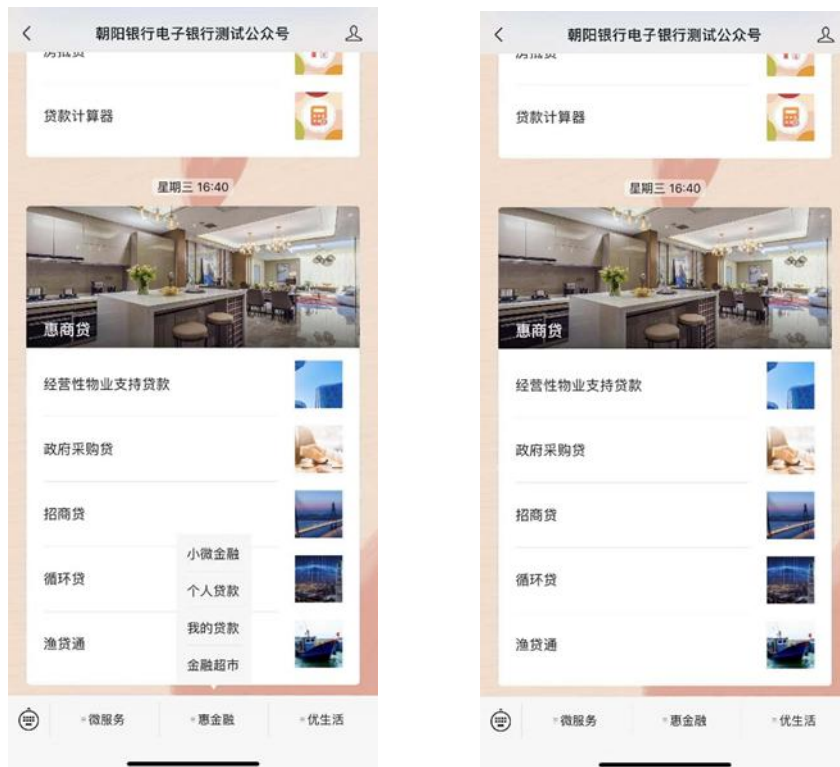 朝阳银行电子银行测试公众号
贷款计算器
星期三 16:40
惠商贷
经营性物业支持贷款
政府采购贷
招商贷
循环贷
渔贷通
小微金融
个人贷款
我的贷款
金融超市
微服务
惠金融
优生活
朝阳银行电子银行测试公众号
贷款计算器
星期三 16:40
惠商贷
经营性物业支持贷款
政府采购贷
招商贷
循环贷
渔贷通
微服务
惠金融
优生活